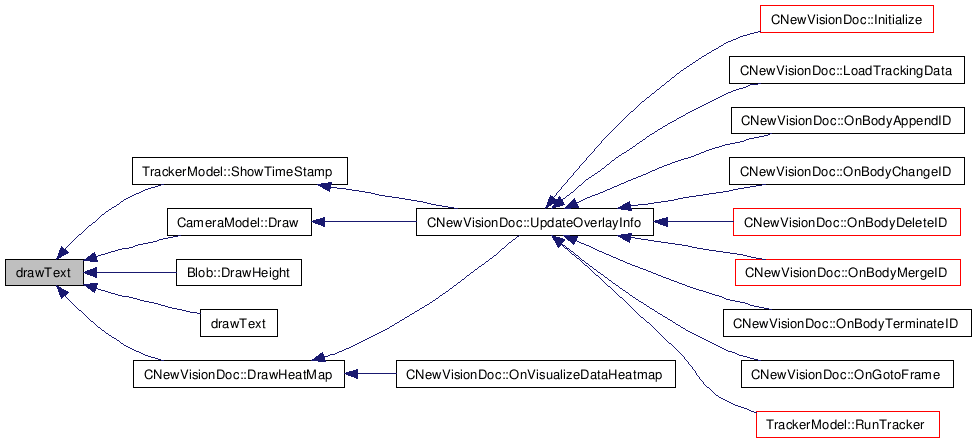 CNewVisionDoc::Initialize
CNewVisionDoc::LoadTrackingData
CNewVisionDoc::OnBodyAppendID
TrackerModel::ShowTimeStamp
CNewVisionDoc::OnBodyChangeID
CameraModel::Draw
CNewVisionDoc::UpdateOverlayInfo
CNewVisionDoc::OnBodyDeleteID
drawText
Blob::DrawHeight
CNewVisionDoc::OnBodyMergeID
drawText
CNewVisionDoc::OnBodyTerminateID
CNewVisionDoc::DrawHeatMap
CNewVisionDoc::OnVisualizeDataHeatmap
CNewVisionDoc::OnGotoFrame
TrackerModel::RunTracker